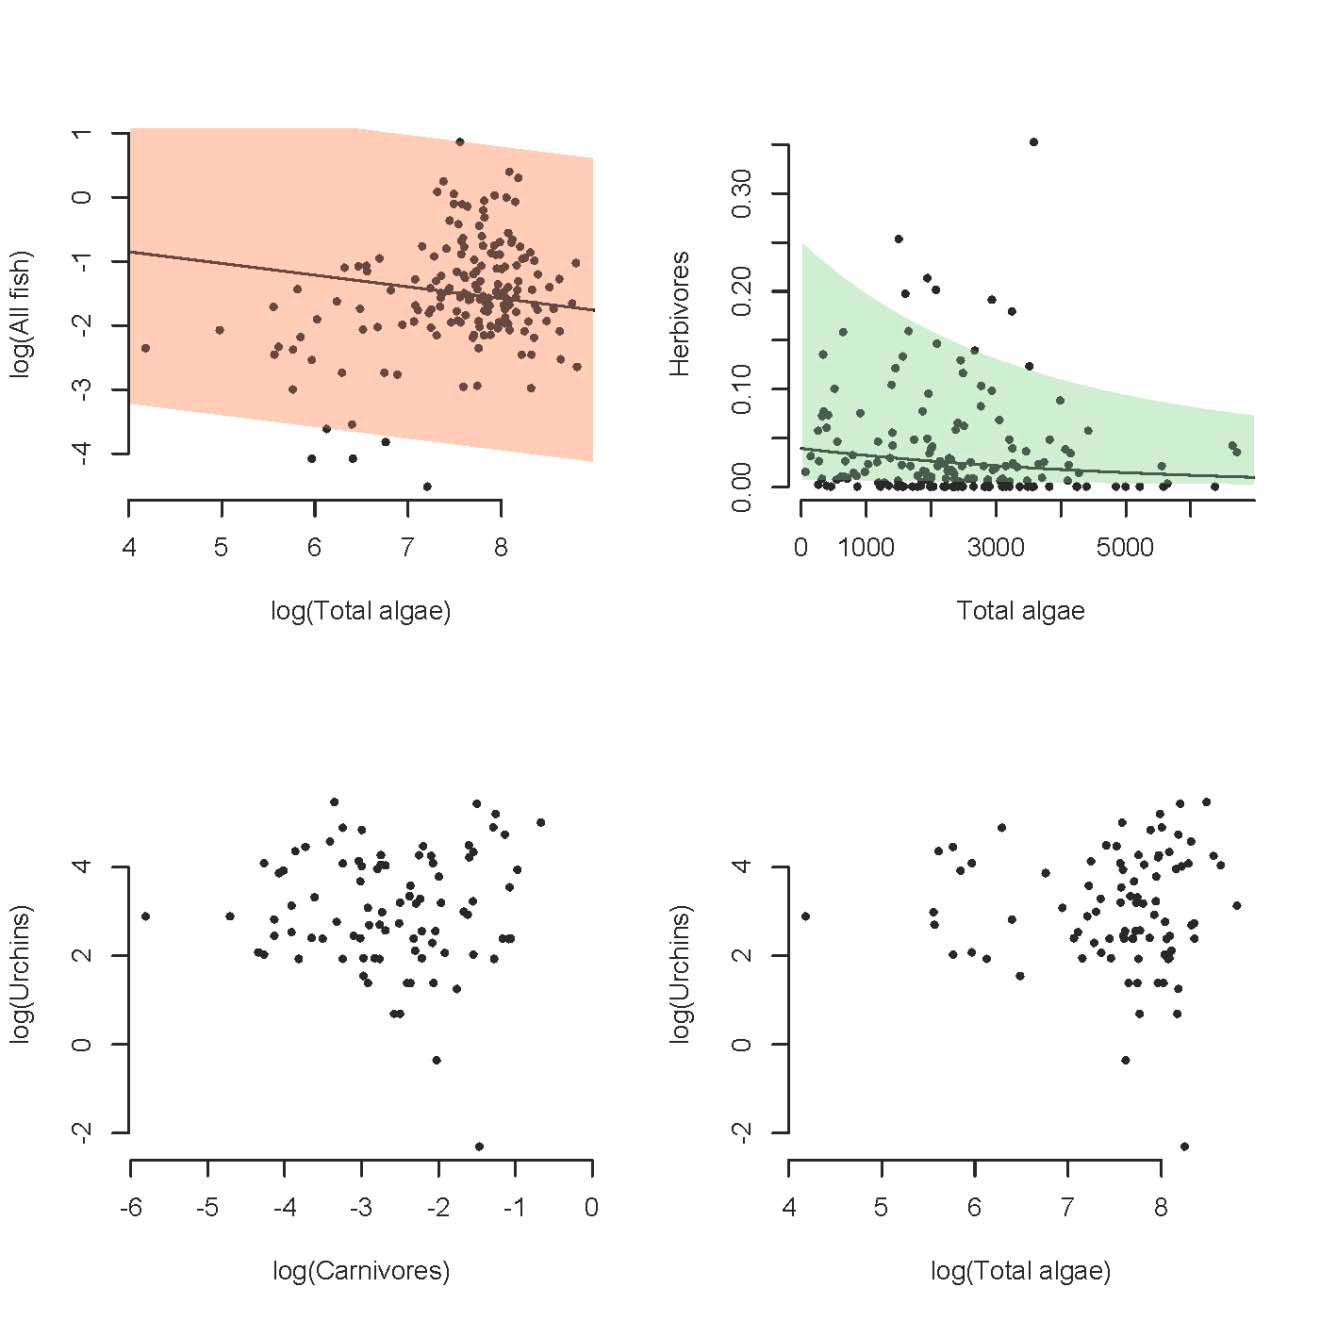 log(All fish)
1
0
-1
-2
-3
-4
4 5 6 7 8
log(Total algae)
Herbivores
0.30
0.20
0.10
0.00
0 1000 3000 5000
Total algae
log(Urchins)
4
2
0
-2
-6 -5 -4 -3 -2 -1 0
log(Carnivores)
log(Urchins)
4
2
0
-2
4 5 6 7 8
log(Total algae)